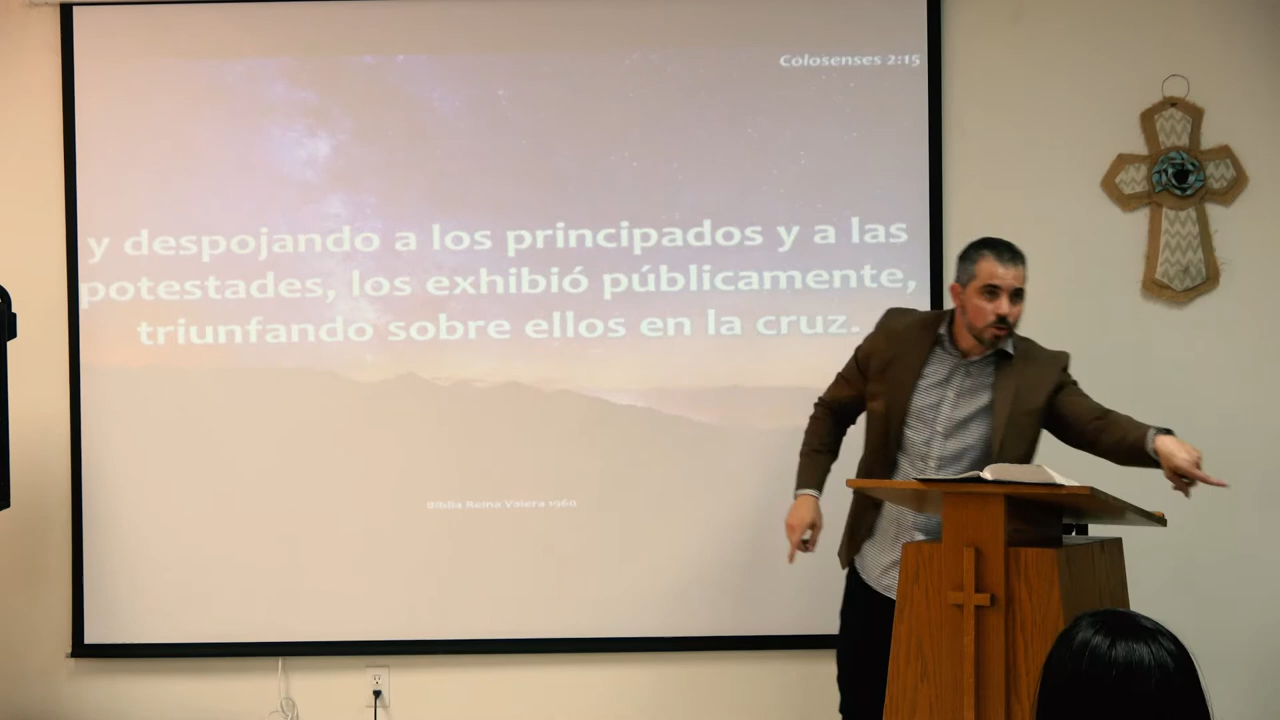 Colosenses 2:15
y despojando a los principados y a las
potestades, los exhibió públicamente,
triunfando sobre ellos en la cruz.
Biblia Reina Valera 1960